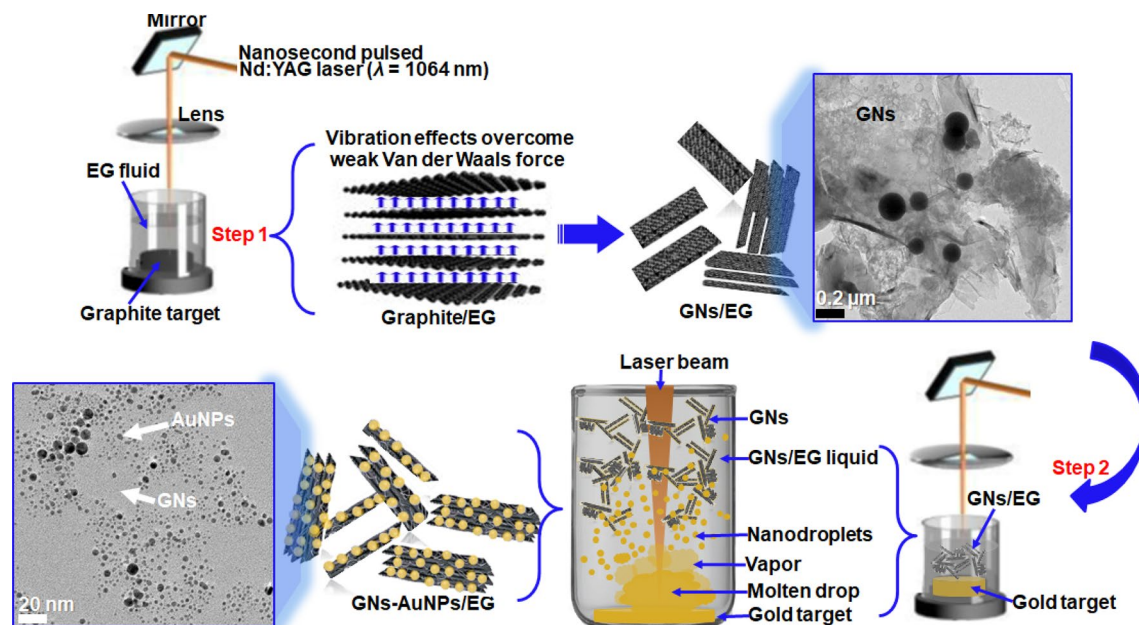 Mirror
Nanosecond pulsed
Nd:YAG laser (λ = 1064 nm)
Lens
EG fluid
Step 1
Graphite target
Vibration effects overcome
weak Van der Waals force
Graphite/EG
GNs/EG
GNs
0.2 µm
Step 2
GNs/EG
Gold target
Laser beam
GNs
GNs/EG liquid
Nanodroplets
Vapor
Molten drop
Gold target
GNs-AuNPs/EG
AuNPs
GNs
20 nm